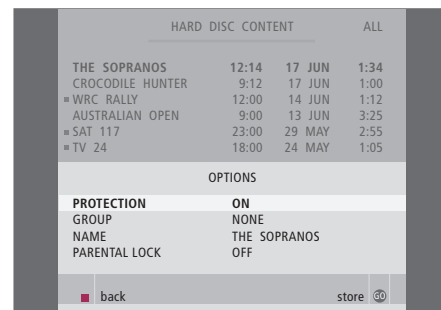 HARD DISC CONTENT ALL
THE SOPRANOS 12:14 17 JUN 1:34
CROCODILE HUNTER 9:12 17 JUN 1:00
WRC RALLY 12:00 14 JUN 1:12
AUSTRALIAN OPEN 9:00 13 JUN 3:25
SAT 117 23:00 29 MAY 2:55
TV 24 18:00 24 MAY 1:05
OPTIONS
PROTECTION ON
GROUP NONE
NAME THE SOPRANOS
PARENTAL LOCK OFF
back store GO